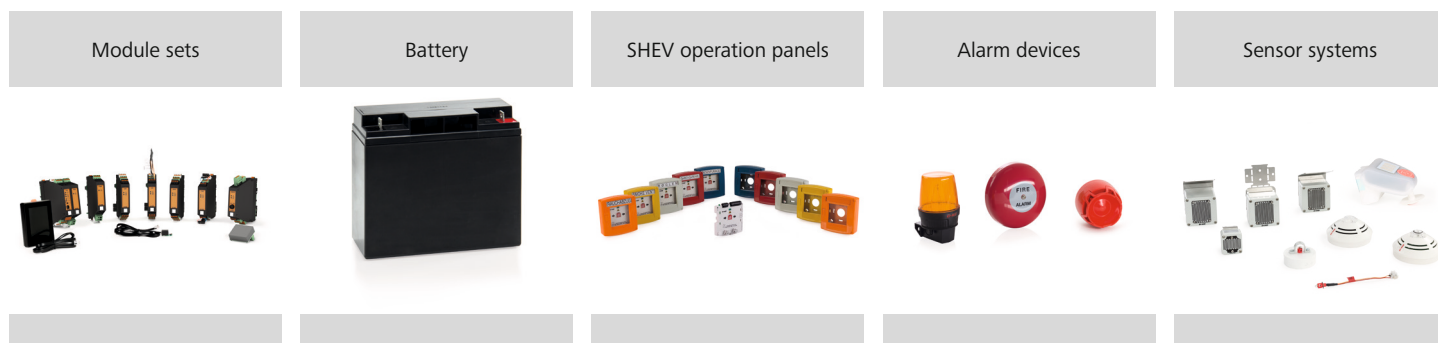 Module sets
Battery
SHEV operation panels
Alarm devices
Sensor systems
FIRE
ALARM